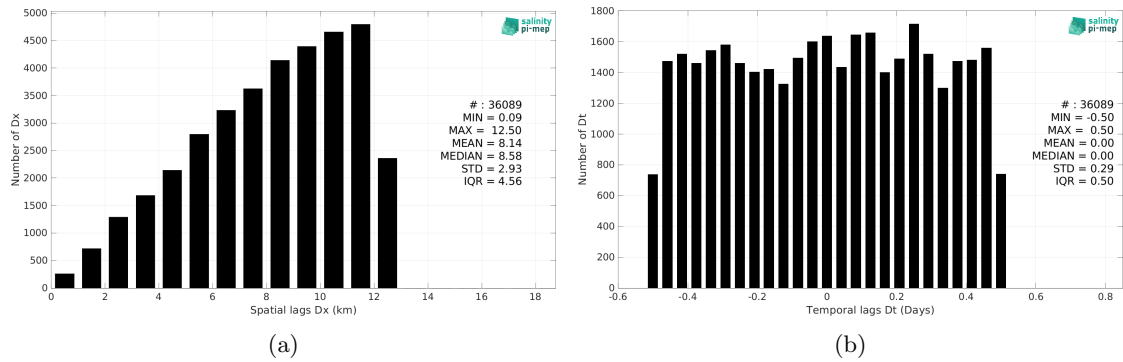 5000
4500
4000
3500
3000
2500
2000
1500
1000
500
0
Number of Dx
0 2 4 6 8 10 12 14 16 18
Spatial lags Dx (km)
salinity
pi-mep
# : 36089
MIN = 0.09
MAX = 12.50
MEAN = 8.14
MEDIAN = 8.58
STD = 2.93
IQR = 4.56
(a)
1800
1600
1400
1200
1000
800
600
400
200
0
Number of Dt
-0.6 -0.4 -0.2 0 0.2 0.4 0.6 0.8
Temporal lags Dt (Days)
salinity
pi-mep
# : 36089
MIN = -0.50
MAX = 0.50
MEAN = 0.00
MEDIAN = 0.00
STD = 0.29
IQR = 0.50
(b)